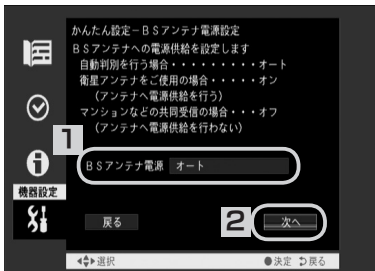 かんたん設定－ＢＳアンテナ電源設定
ＢＳアンテナへの電源供給を設定します
自動判別を行う場合・・・・・・・・・オート
衛星アンテナをご使用の場合・・・・・オン
（アンテナへ電源供給を行う）
マンションなどの共同受信の場合・・・オフ
（アンテナへ電源供給を行わない）
1
ＢＳアンテナ電源 オート
機器設定
戻る
2
次へ
選択
決定 戻る